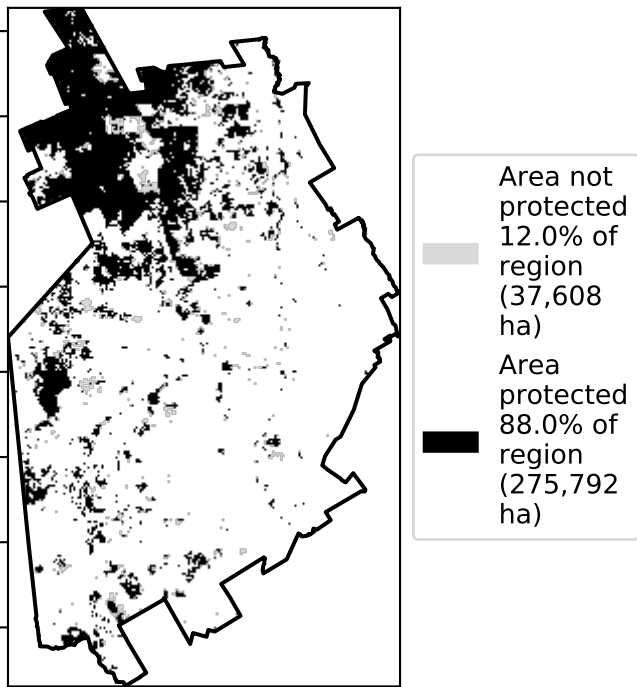 Area not
protected
12.0% of
region
(37,608
ha)
Area
protected
88.0% of
region
(275,792
ha)